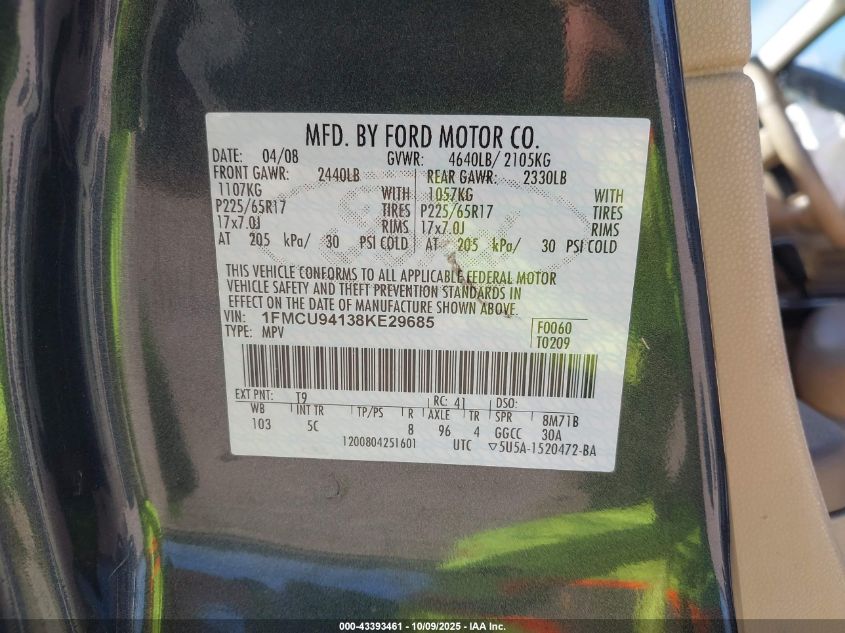 MFD. BY FORD MOTOR CO.
DATE: 04/08 GVWR: 4640LB/ 2105KG
FRONT GAWR: 2440LB REAR GAWR: 2330LB
1107KG WITH 1057KG WITH
P225/65R17 TIRES P225/65R17 TIRES
17x7.0J RIMS 17x7.0J RIMS
AT 205 kPa/ 30 PSI COLD AT 205 kPa/ 30 PSI COLD
THIS VEHICLE CONFORMS TO ALL APPLICABLE FEDERAL MOTOR
VEHICLE SAFETY AND THEFT PREVENTION STANDARDS IN
EFFECT ON THE DATE OF MANUFACTURE SHOWN ABOVE.
VIN: 1FMCU94138KE29685 F0060
TYPE: MPV T0209
EXT PNT: T9 RC: 41 DSO:
WB INT TR TP/PS R AXLE TR SPR 8M71B
103 5C 8 96 4 GGCC 30A
1200804251601 UTC ▽5U5A-1520472-BA
000-43393461 - 10/09/2025 - IAA Inc.